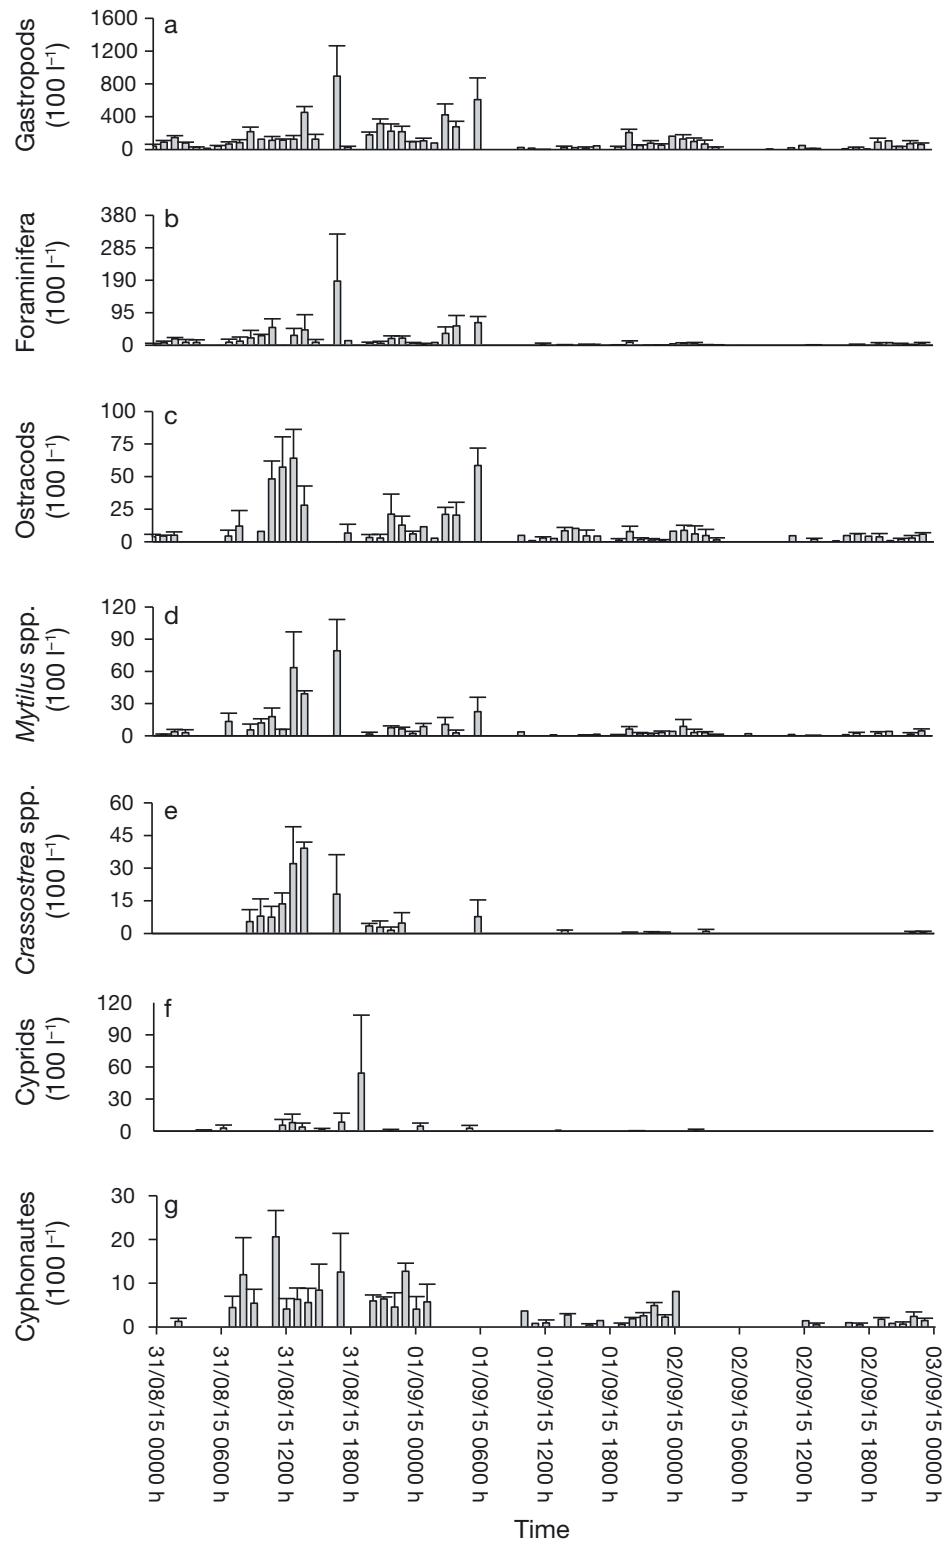 a
Gastropods
(100 l⁻¹)
1600
1200
800
400
0
b
Foraminifera
(100 l⁻¹)
380
285
190
95
0
c
Ostracods
(100 l⁻¹)
100
75
50
25
0
d
Mytilus spp.
(100 l⁻¹)
120
90
60
30
0
e
Crassostrea spp.
(100 l⁻¹)
60
45
30
15
0
f
Cyprids
(100 l⁻¹)
120
90
60
30
0
g
Cyphonautes
(100 l⁻¹)
30
20
10
0
31/08/15 0000 h
31/08/15 0600 h
31/08/15 1200 h
31/08/15 1800 h
01/09/15 0000 h
01/09/15 0600 h
01/09/15 1200 h
01/09/15 1800 h
02/09/15 0000 h
02/09/15 0600 h
02/09/15 1200 h
02/09/15 1800 h
03/09/15 0000 h
Time